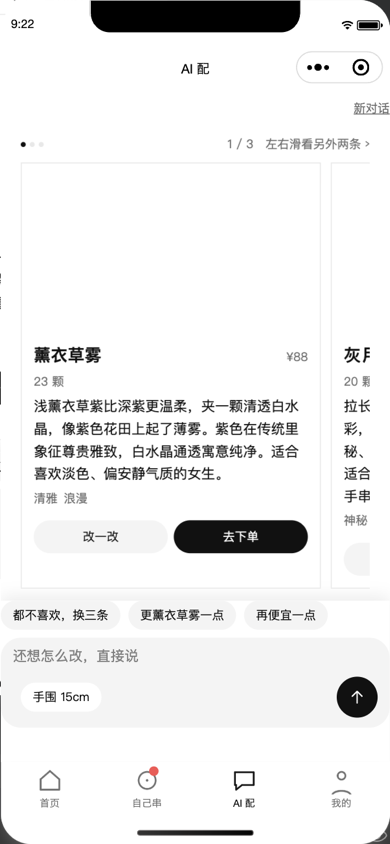 9:22
AI 配
新对话
1 / 3 左右滑看另外两条 >
薰衣草雾
¥88
23 颗
浅薰衣草紫比深紫更温柔，夹一颗清透白水
晶，像紫色花田上起了薄雾。紫色在传统里
象征尊贵雅致，白水晶通透寓意纯净。适合
喜欢淡色、偏安静气质的女生。
清雅 浪漫
改一改
去下单
灰月
20 颗
拉长
彩，
秘、
适合
手串
神秘
都不喜欢，换三条
更薰衣草雾一点
再便宜一点
还想怎么改，直接说
手围 15cm
首页
自己串
AI 配
我的